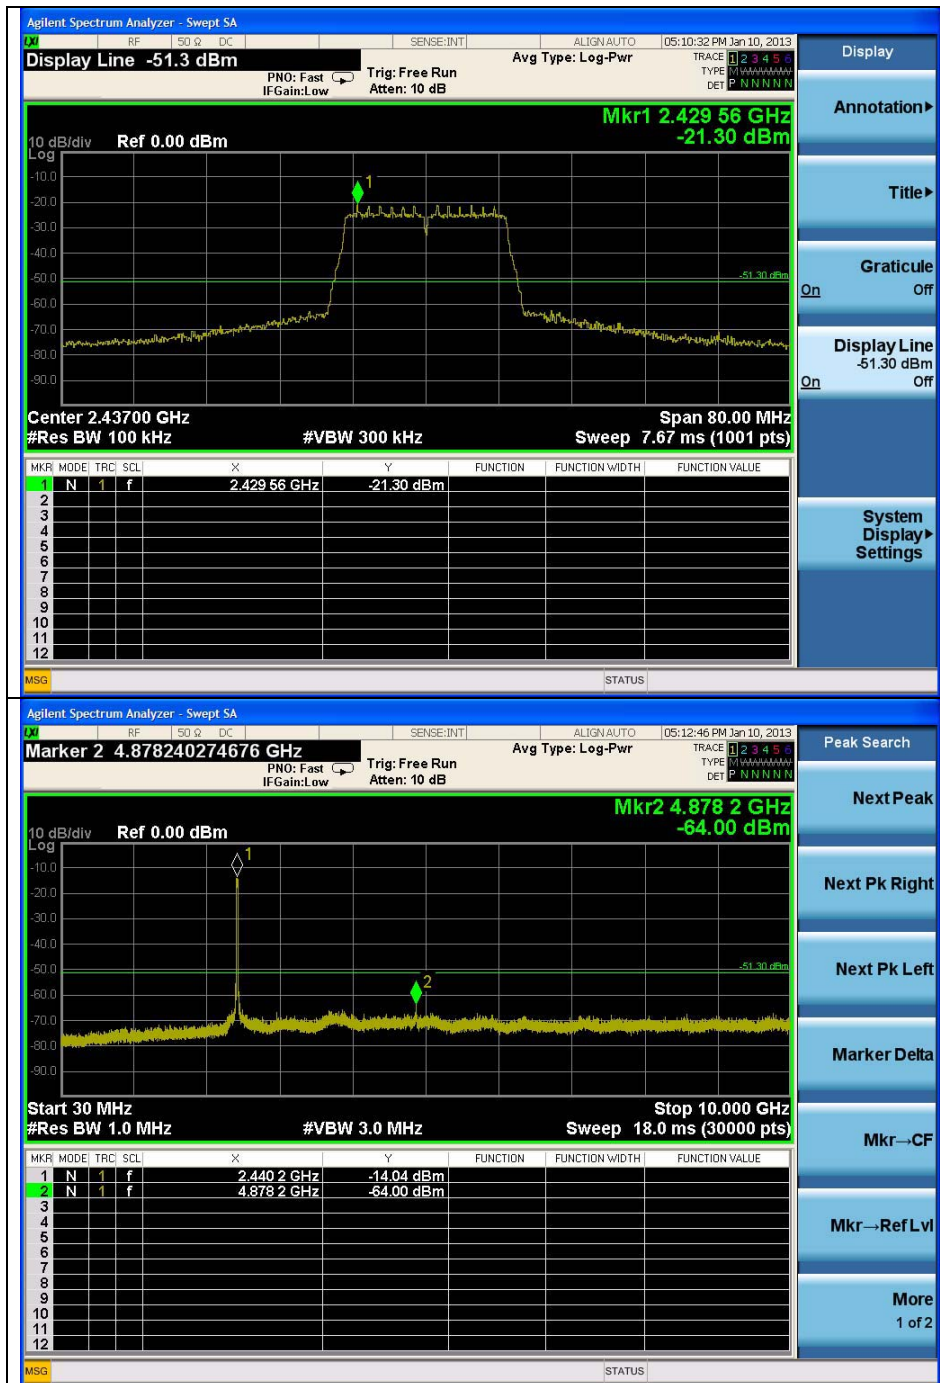 Agilent Spectrum Analyzer - Swept SA
LXI RF 50 Ω DC SENSE:INT ALIGN AUTO 05:10:32 PM Jan 10, 2013
Display Line -51.3 dBm Avg Type: Log-Pwr TRACE 1 2 3 4 5 6
PNO: Fast Trig: Free Run TYPE M
IFGain:Low Atten: 10 dB DET P N N N N N
Mkr1 2.429 56 GHz
-21.30 dBm
10 dB/div Ref 0.00 dBm
Log
-10.0
1
-20.0
-30.0
-40.0
-50.0
-51.30 dBm
-60.0
-70.0
-80.0
-90.0
Center 2.43700 GHz Span 80.00 MHz
#Res BW 100 kHz #VBW 300 kHz Sweep 7.67 ms (1001 pts)
MKR MODE TRC SCL X Y FUNCTION FUNCTION WIDTH FUNCTION VALUE
1 N 1 f 2.429 56 GHz -21.30 dBm
2
3
4
5
6
7
8
9
10
11
12
MSG STATUS
Display
Annotation
Title
Graticule
On Off
Display Line
-51.30 dBm
On Off
System
Display
Settings
Agilent Spectrum Analyzer - Swept SA
LXI RF 50 Ω DC SENSE:INT ALIGN AUTO 05:12:46 PM Jan 10, 2013
Marker 2 4.878240274676 GHz Avg Type: Log-Pwr TRACE 1 2 3 4 5 6
PNO: Fast Trig: Free Run TYPE M
IFGain:Low Atten: 10 dB DET P N N N N N
Mkr2 4.878 2 GHz
-64.00 dBm
10 dB/div Ref 0.00 dBm
Log
1
-10.0
-20.0
-30.0
-40.0
-50.0
-51.30 dBm
2
-60.0
-70.0
-80.0
-90.0
Start 30 MHz Stop 10.000 GHz
#Res BW 1.0 MHz #VBW 3.0 MHz Sweep 18.0 ms (30000 pts)
MKR MODE TRC SCL X Y FUNCTION FUNCTION WIDTH FUNCTION VALUE
1 N 1 f 2.440 2 GHz -14.04 dBm
2 N 1 f 4.878 2 GHz -64.00 dBm
3
4
5
6
7
8
9
10
11
12
MSG STATUS
Peak Search
Next Peak
Next Pk Right
Next Pk Left
Marker Delta
Mkr→CF
Mkr→Ref Lvl
More
1 of 2